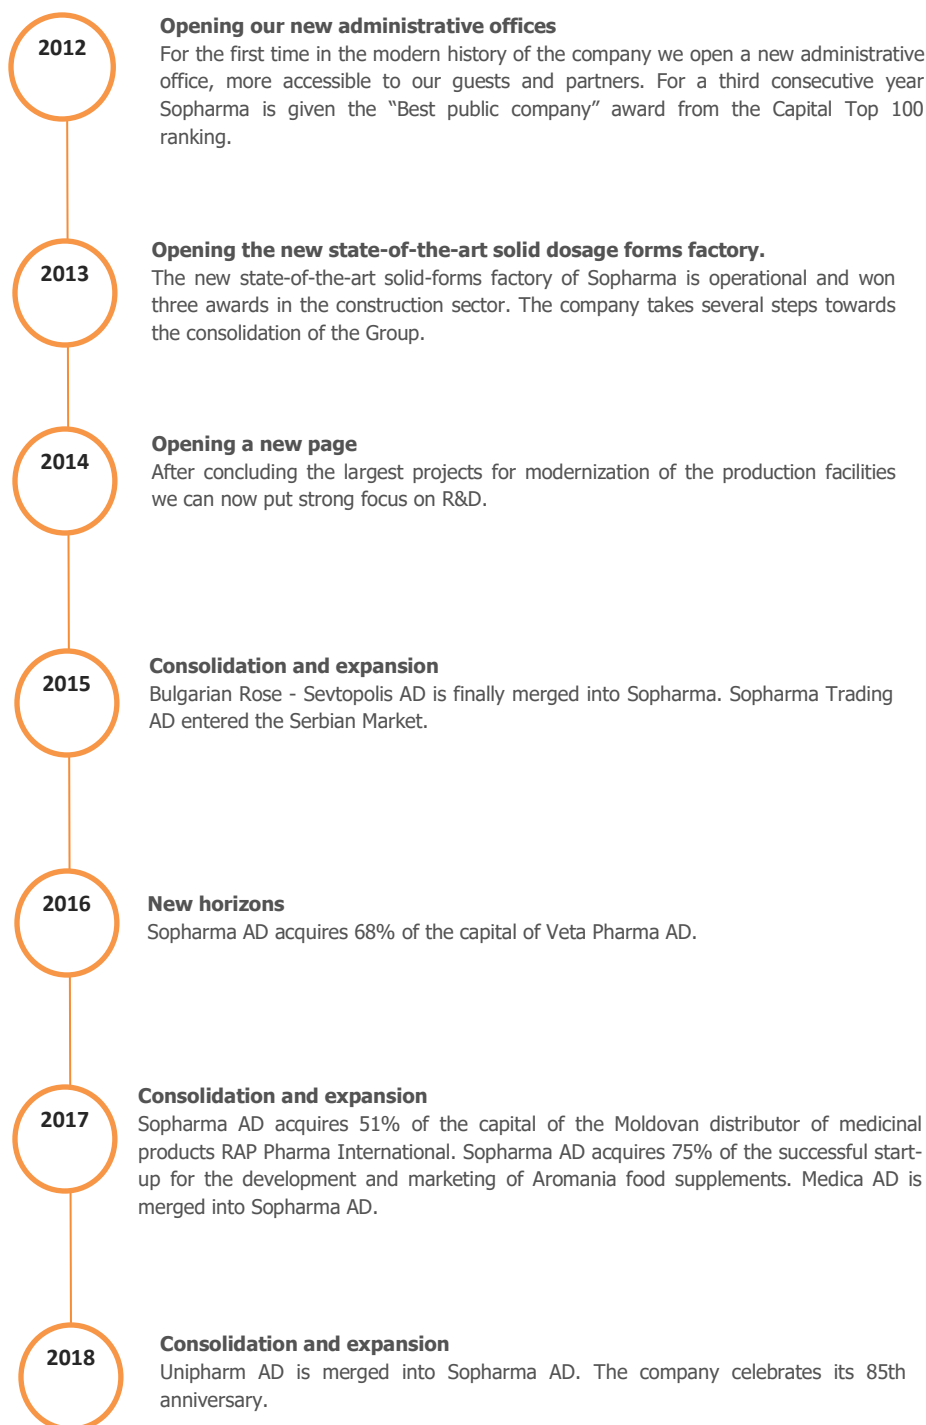 2012
Opening our new administrative offices
For the first time in the modern history of the company we open a new administrative
office, more accessible to our guests and partners. For a third consecutive year
Sopharma is given the “Best public company” award from the Capital Top 100
ranking.
2013
Opening the new state-of-the-art solid dosage forms factory.
The new state-of-the-art solid-forms factory of Sopharma is operational and won
three awards in the construction sector. The company takes several steps towards
the consolidation of the Group.
2014
Opening a new page
After concluding the largest projects for modernization of the production facilities
we can now put strong focus on R&D.
2015
Consolidation and expansion
Bulgarian Rose - Sevtopolis AD is finally merged into Sopharma. Sopharma Trading
AD entered the Serbian Market.
2016
New horizons
Sopharma AD acquires 68% of the capital of Veta Pharma AD.
2017
Consolidation and expansion
Sopharma AD acquires 51% of the capital of the Moldovan distributor of medicinal
products RAP Pharma International. Sopharma AD acquires 75% of the successful start-
up for the development and marketing of Aromania food supplements. Medica AD is
merged into Sopharma AD.
2018
Consolidation and expansion
Unipharm AD is merged into Sopharma AD. The company celebrates its 85th
anniversary.